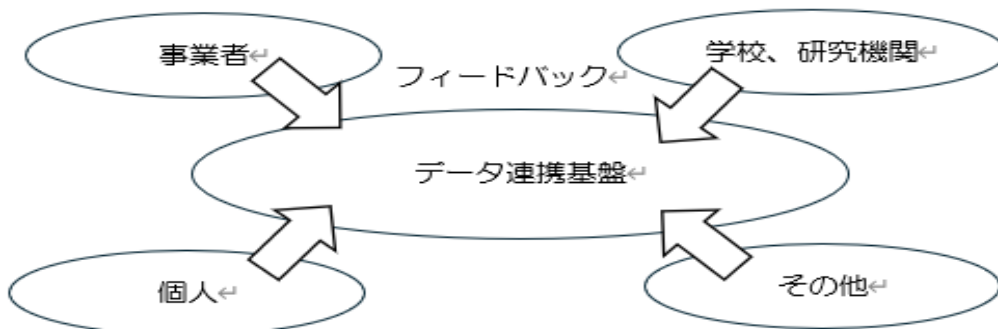 事業者
学校、研究機関
フィードバック
データ連携基盤
個人
その他